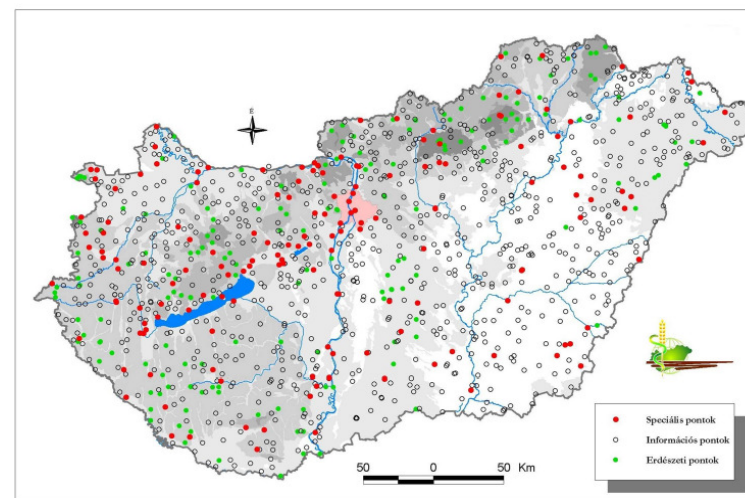 É
Speciális pontok
Információs pontok
Erdészeti pontok
50 0 50 Km